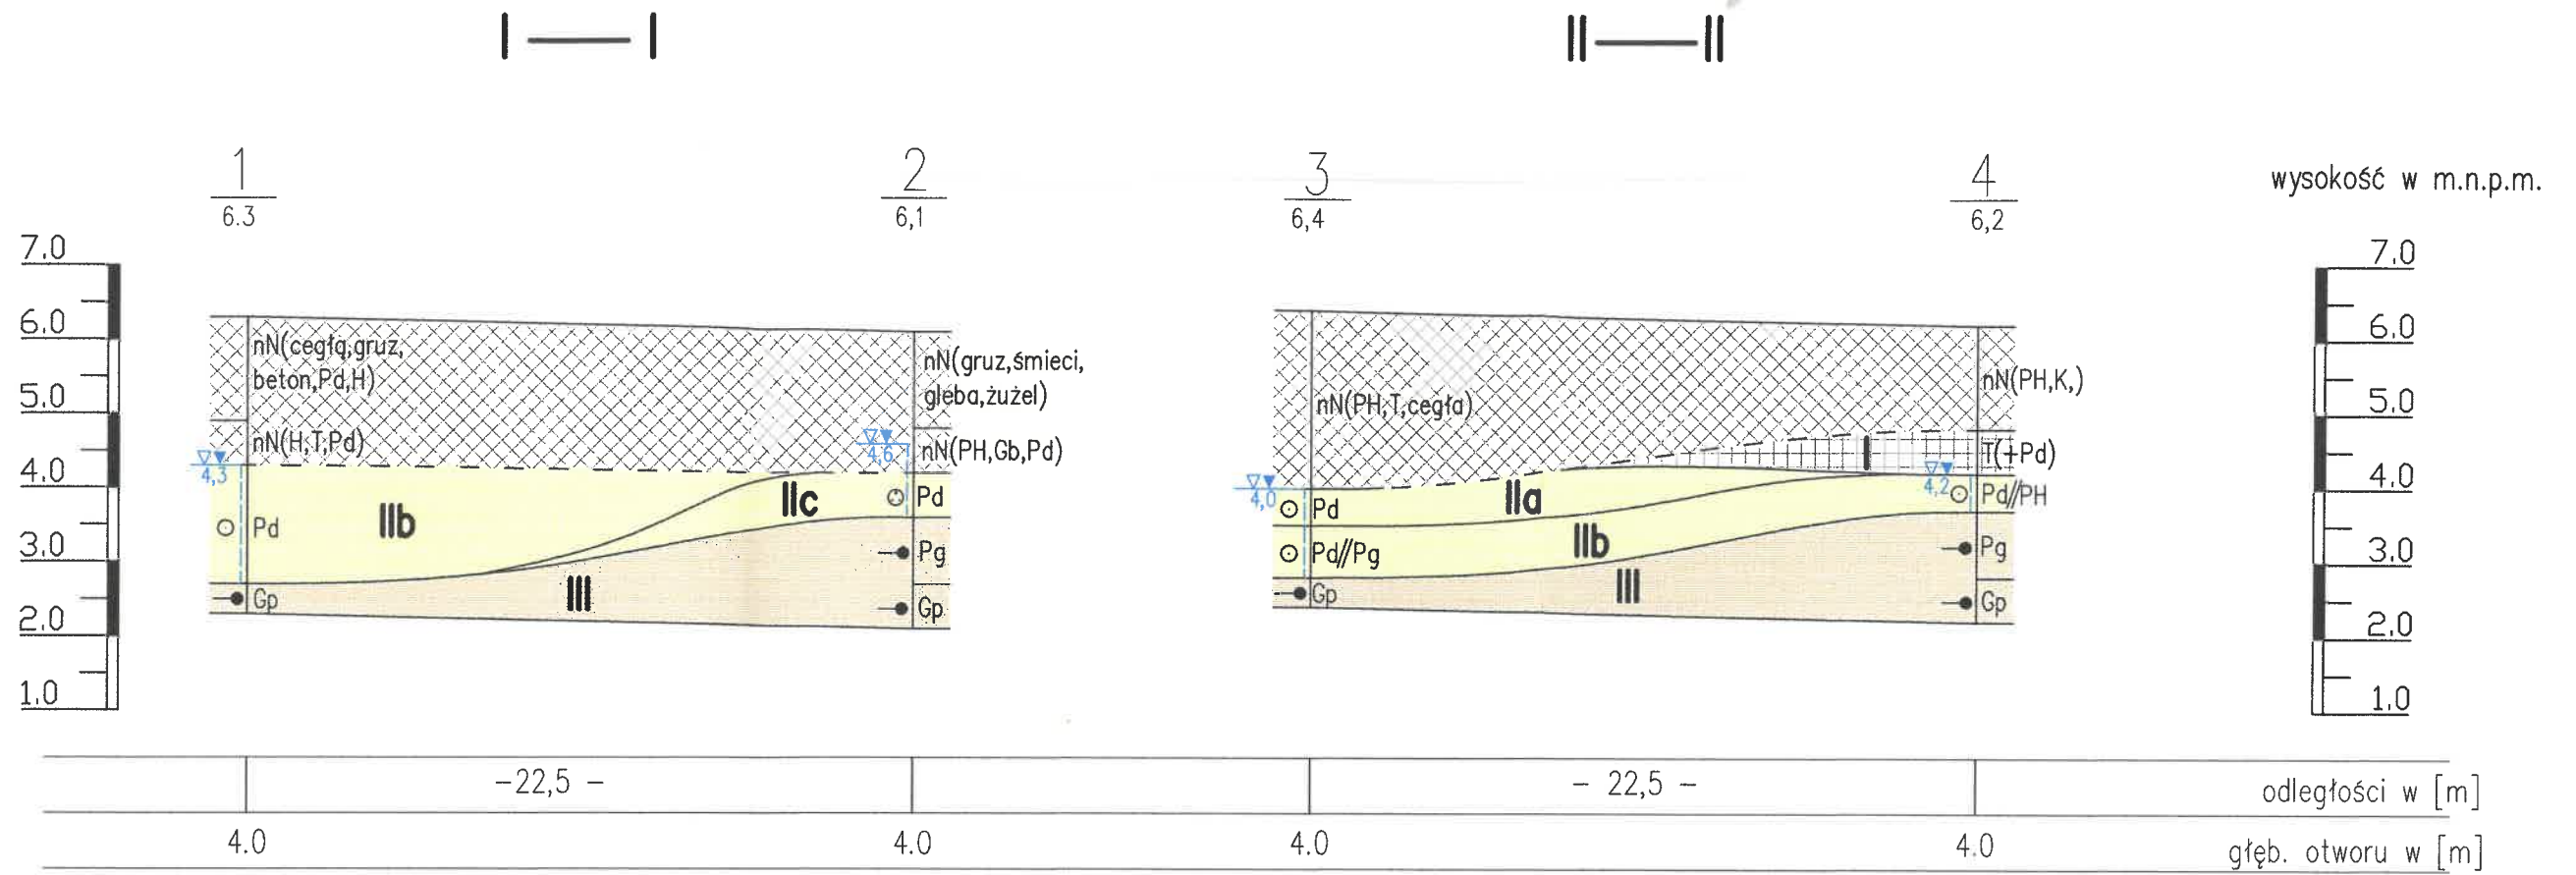 I — I
II — II
1
6.3
2
6,1
3
6,4
4
6,2
wysokość w m.n.p.m.
7.0
6.0
5.0
4.0
3.0
2.0
1.0
nN(cegłą,gruz,
beton,Pd,H)
nN(H,T,Pd)
4,3
Pd
Gp
IIb
IIc
III
nN(gruz,śmieci,
gleba,żużel)
4,6
nN(PH,Gb,Pd)
Pd
Pg
Gp
nN(PH,T,cegła)
4,0
Pd
Pd//Pg
Gp
IIa
IIb
III
I
nN(PH,K,)
T(+Pd)
4,2
Pd//PH
Pg
Gp
7.0
6.0
5.0
4.0
3.0
2.0
1.0
-22,5 -
- 22,5 -
odległości w [m]
4.0
4.0
4.0
4.0
głęb. otworu w [m]